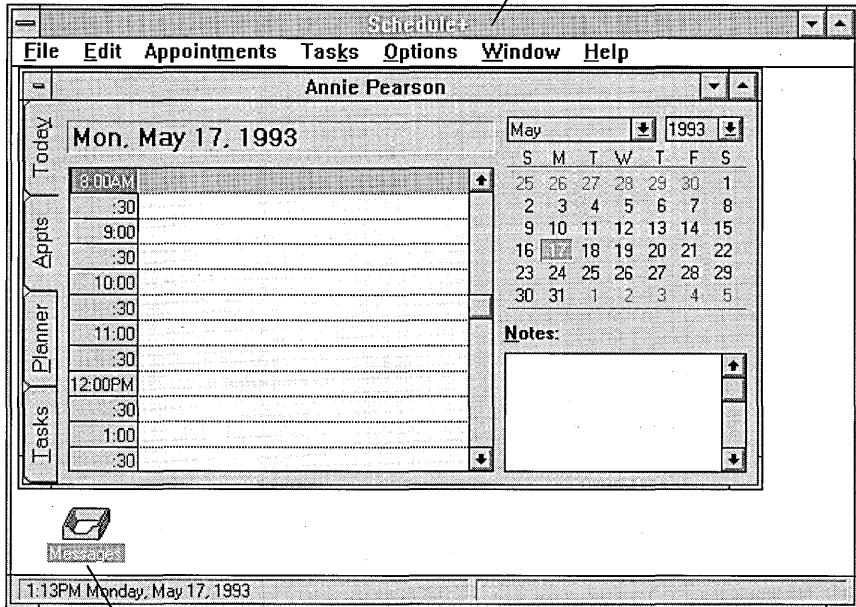 Schedule+
File Edit Appointments Tasks Options Window Help
Annie Pearson
Today
Appts
Planner
Tasks
Mon, May 17, 1993
8:00AM
:30
9:00
:30
10:00
:30
11:00
:30
12:00PM
:30
1:00
:30
May 1993
S M T W T F S
25 26 27 28 29 30 1
2 3 4 5 6 7 8
9 10 11 12 13 14 15
16 17 18 19 20 21 22
23 24 25 26 27 28 29
30 31 1 2 3 4 5
Notes:
Messages
1:13PM Monday, May 17, 1993